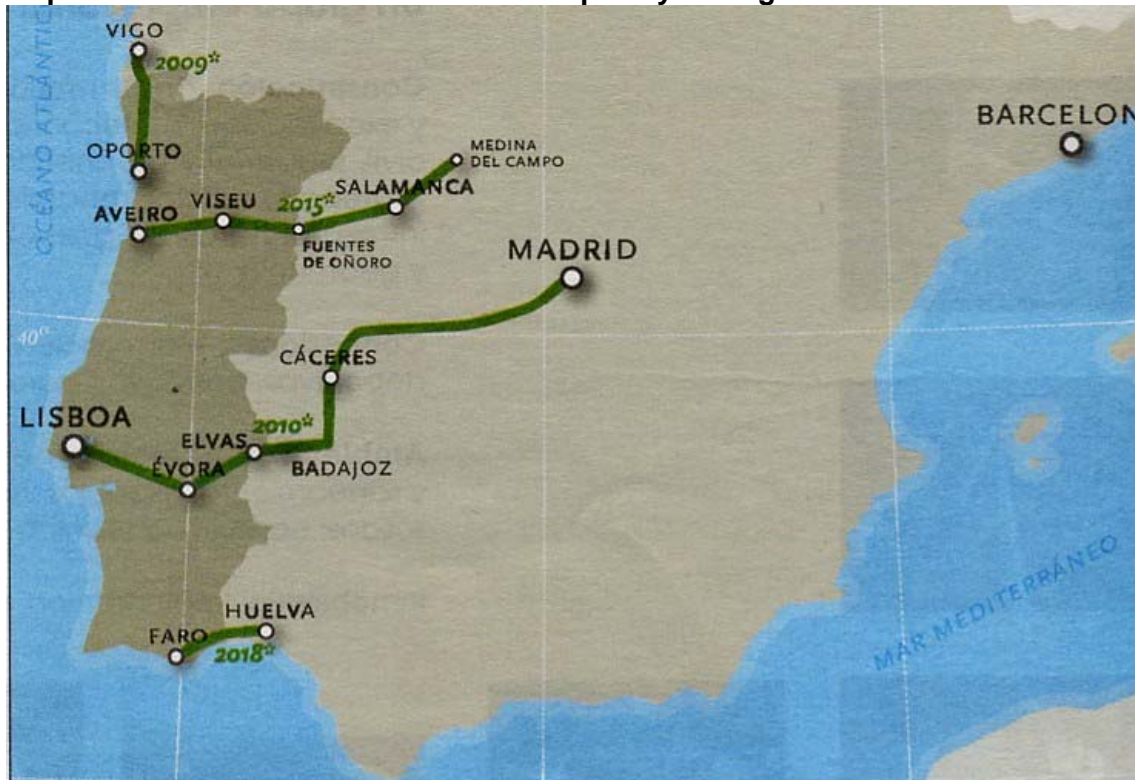 VIGO
2009*
OCÉANO ATLÁNTICO
OPORTO
BARCELON
MEDINA
DEL CAMPO
SALAMANCA
VISEU
2015*
AVEIRO
FUENTES
DE OÑORO
MADRID
40º
CÁCERES
LISBOA
2010*
ELVAS
BADAJOZ
ÉVORA
MAR MEDITERRÁNEO
HUELVA
FARO
2018*